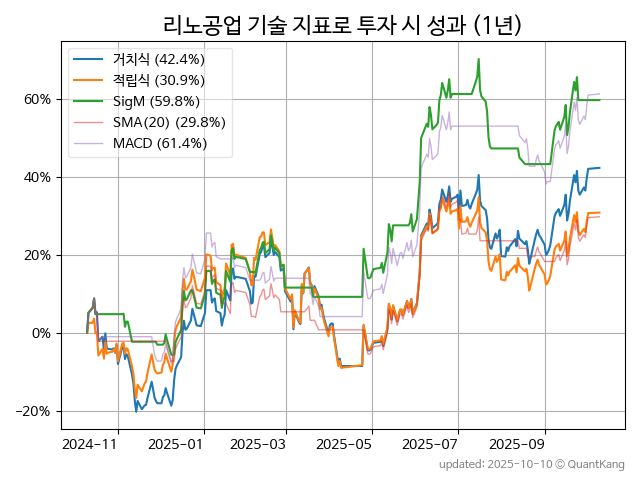 리노공업 기술 지표로 투자 시 성과 (1년)
거치식 (42.4%)
적립식 (30.9%)
SigM (59.8%)
SMA(20) (29.8%)
MACD (61.4%)
60%
40%
20%
0%
−20%
2024−11
2025−01
2025−03
2025−05
2025−07
2025−09
updated: 2025-10-10 © QuantKang